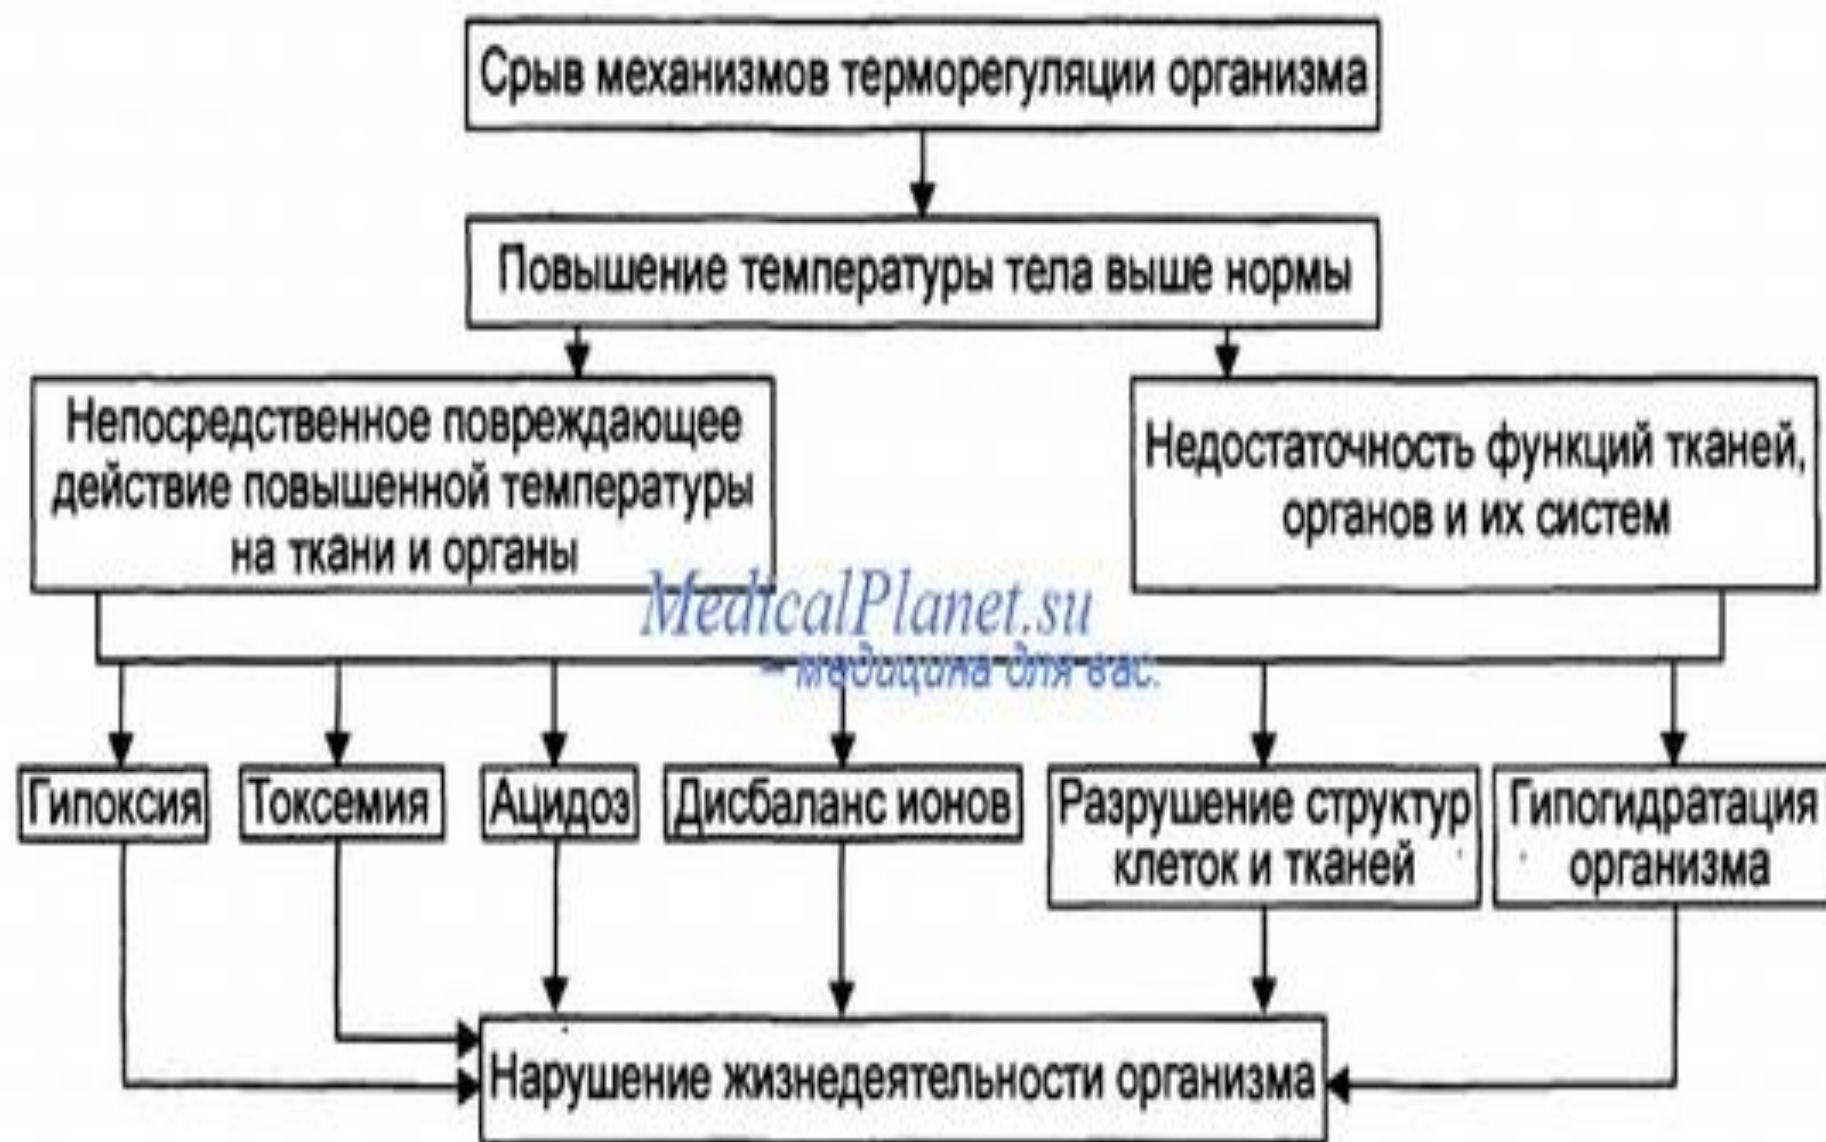 Срыв механизмов терморегуляции организма
Повышение температуры тела выше нормы
Непосредственное повреждающее
действие повышенной температуры
на ткани и органы
Недостаточность функций тканей,
органов и их систем
MedicalPlanet.su
– медицина для вас.
Гипоксия
Токсемия
Ацидоз
Дисбаланс ионов
Разрушение структур
клеток и тканей
Гипогидратация
организма
Нарушение жизнедеятельности организма